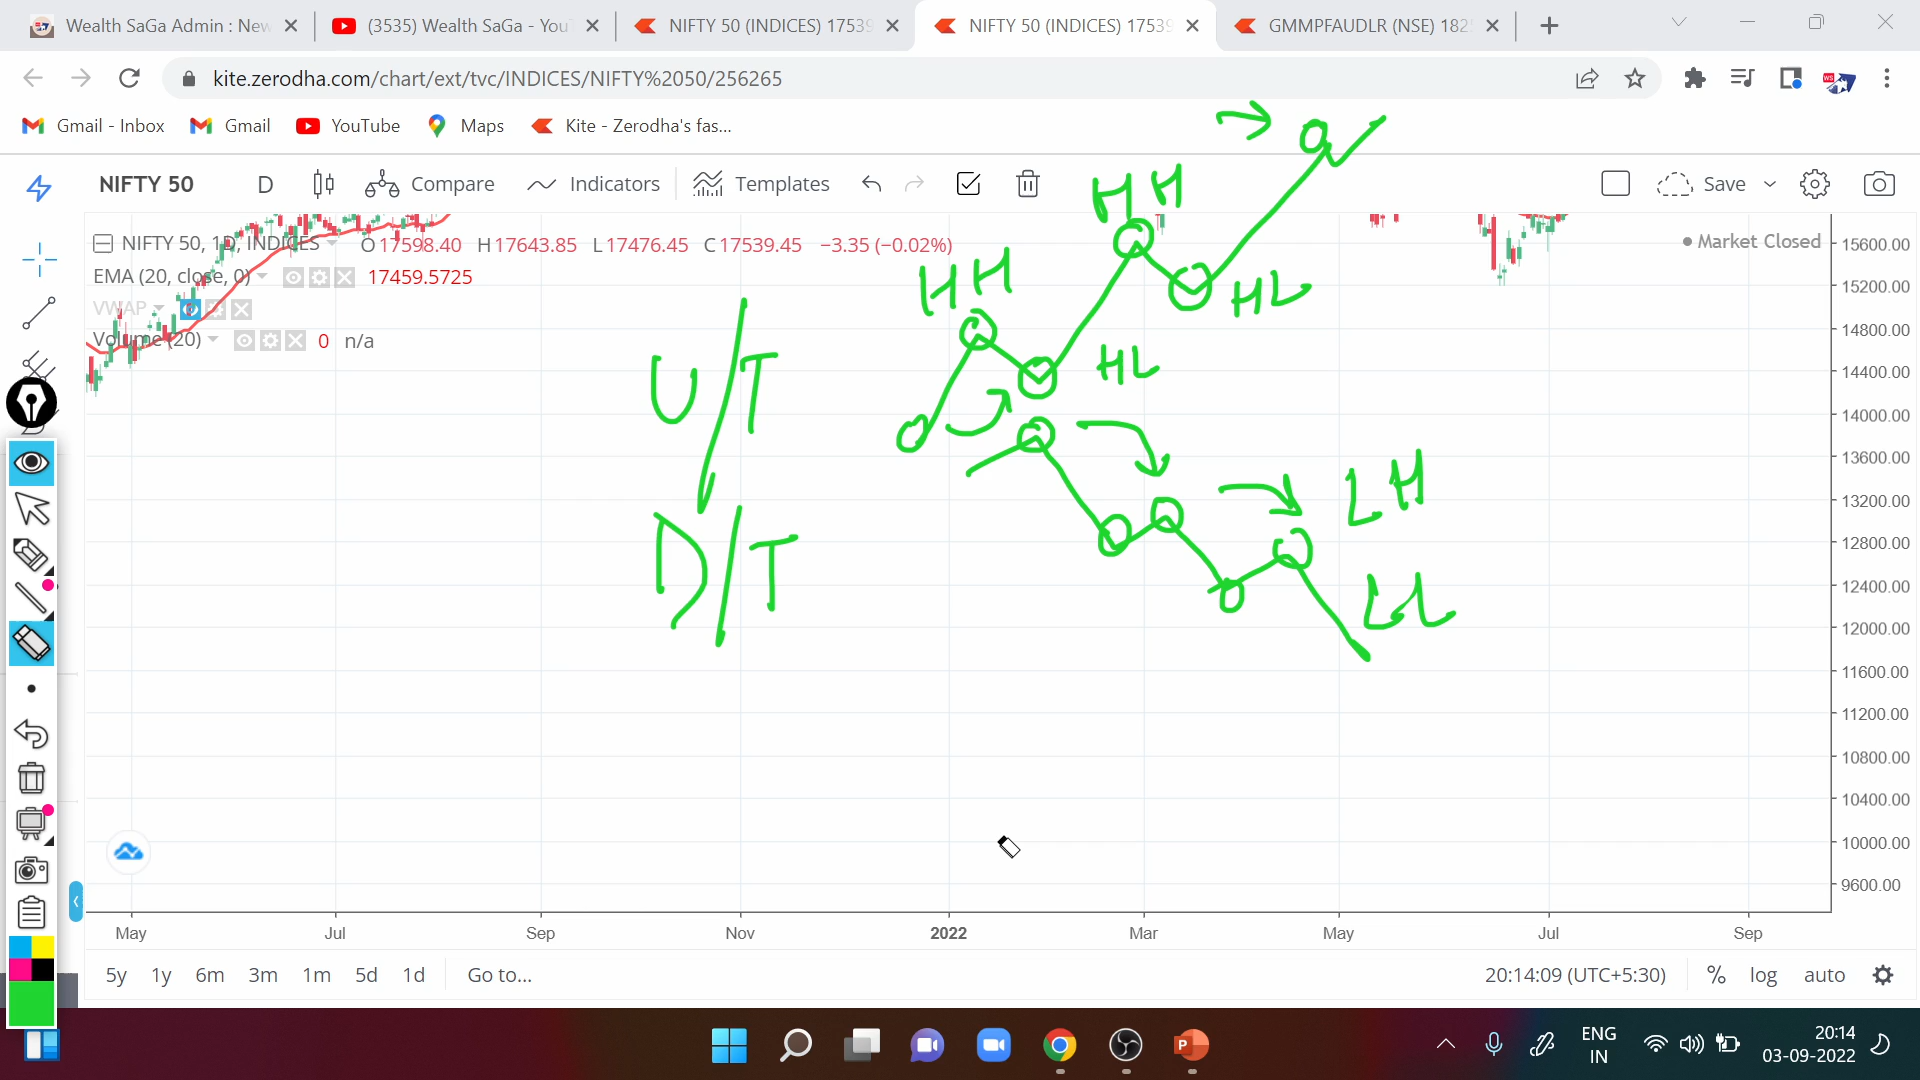 Wealth SaGa Admin : New
(3535) Wealth SaGa - You
NIFTY 50 (INDICES) 17539
NIFTY 50 (INDICES) 17539
GMMPFAUDLR (NSE) 182
kite.zerodha.com/chart/ext/tvc/INDICES/NIFTY%2050/256265
Gmail - Inbox
Gmail
YouTube
Maps
Kite - Zerodha's fas...
NIFTY 50
D
Compare
Indicators
Templates
Save
NIFTY 50, 1D, INDICES
O17598.40 H17643.85 L17476.45 C17539.45 −3.35 (−0.02%)
Market Closed
EMA (20, close, 0)
17459.5725
VWAP
Volume (20)
0 n/a
HH
HH
HL
HL
U/T
D/T
LH
LL
15600.00
15200.00
14800.00
14400.00
14000.00
13600.00
13200.00
12800.00
12400.00
12000.00
11600.00
11200.00
10800.00
10400.00
10000.00
9600.00
May Jul Sep Nov 2022 Mar May Jul Sep
5y 1y 6m 3m 1m 5d 1d Go to...
20:14:09 (UTC+5:30) % log auto
ENG
IN
20:14
03-09-2022